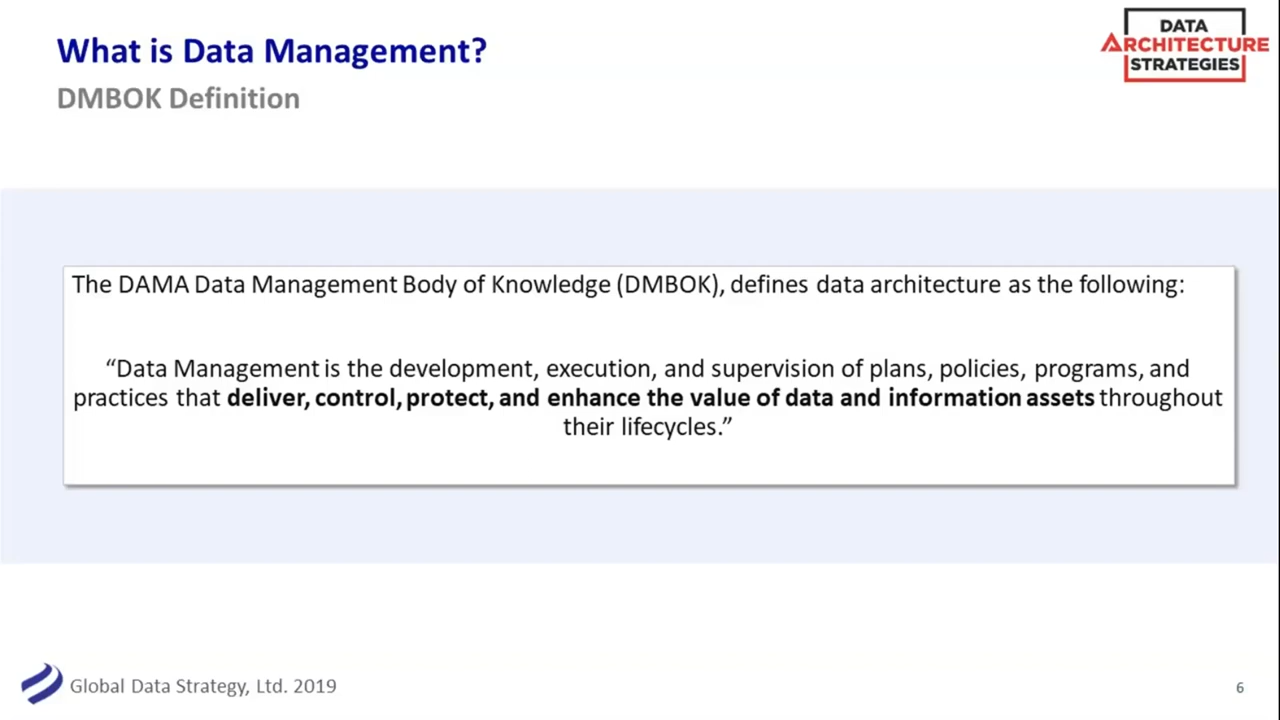 What is Data Management?
DMBOK Definition
DATA
ARCHITECTURE
STRATEGIES
The DAMA Data Management Body of Knowledge (DMBOK), defines data architecture as the following:
“Data Management is the development, execution, and supervision of plans, policies, programs, and
practices that deliver, control, protect, and enhance the value of data and information assets throughout
their lifecycles.”
Global Data Strategy, Ltd. 2019
6